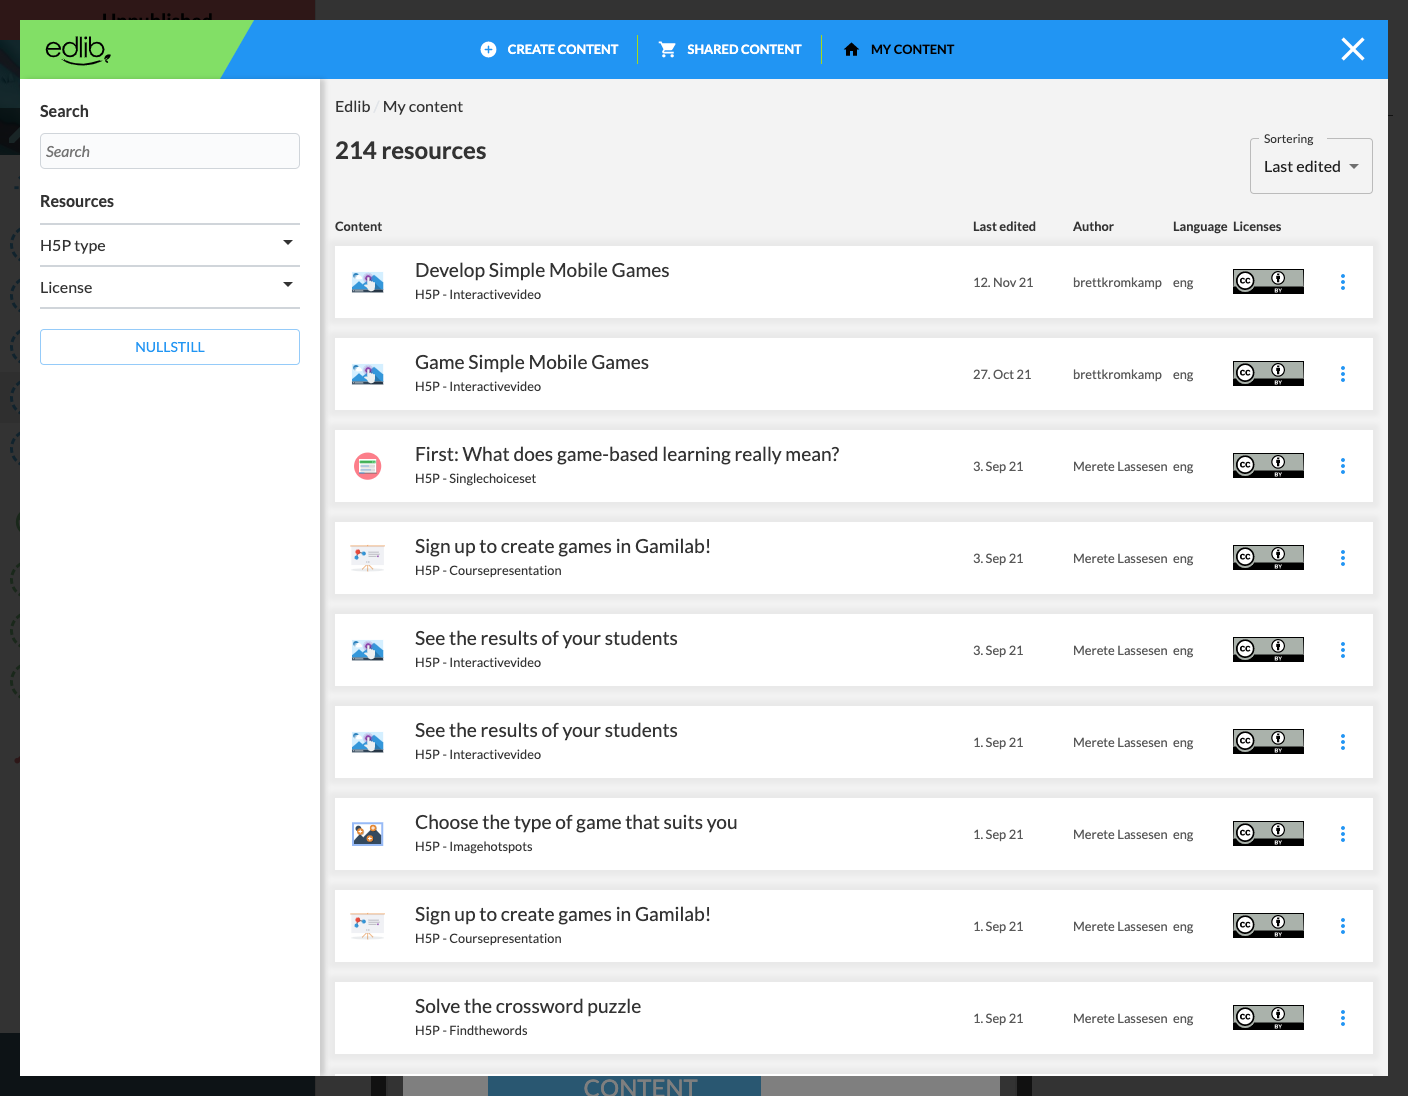 Unpublished
edlib
CREATE CONTENT
SHARED CONTENT
MY CONTENT
Search
Search
Resources
H5P type
License
NULLSTILL
Edlib / My content
214 resources
Sortering
Last edited
Content Last edited Author Language Licenses
Develop Simple Mobile Games
H5P - Interactivevideo
12. Nov 21 brettkromkamp eng
cc BY
Game Simple Mobile Games
H5P - Interactivevideo
27. Oct 21 brettkromkamp eng
cc BY
First: What does game-based learning really mean?
H5P - Singlechoiceset
3. Sep 21 Merete Lassesen eng
cc BY
Sign up to create games in Gamilab!
H5P - Coursepresentation
3. Sep 21 Merete Lassesen eng
cc BY
See the results of your students
H5P - Interactivevideo
3. Sep 21 Merete Lassesen eng
cc BY
See the results of your students
H5P - Interactivevideo
1. Sep 21 Merete Lassesen eng
cc BY
Choose the type of game that suits you
H5P - Imagehotspots
1. Sep 21 Merete Lassesen eng
cc BY
Sign up to create games in Gamilab!
H5P - Coursepresentation
1. Sep 21 Merete Lassesen eng
cc BY
Solve the crossword puzzle
H5P - Findthewords
1. Sep 21 Merete Lassesen eng
cc BY
CONTENT